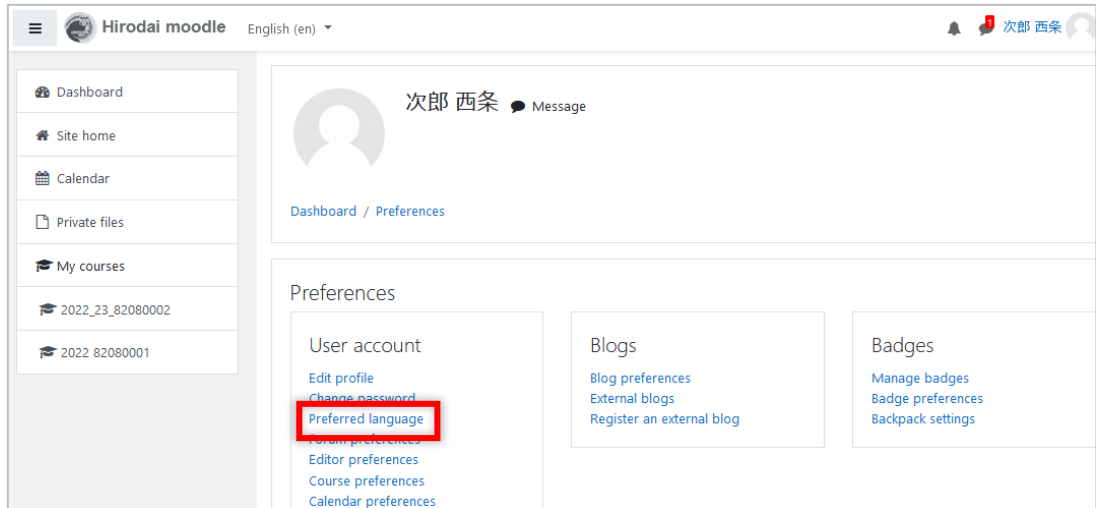 Hirodai moodle English (en)
1 次郎 西条
Dashboard
Site home
Calendar
Private files
My courses
2022_23_82080002
2022 82080001
次郎 西条 Message
Dashboard / Preferences
Preferences
User account
Edit profile
Change password
Preferred language
Forum preferences
Editor preferences
Course preferences
Calendar preferences
Blogs
Blog preferences
External blogs
Register an external blog
Badges
Manage badges
Badge preferences
Backpack settings